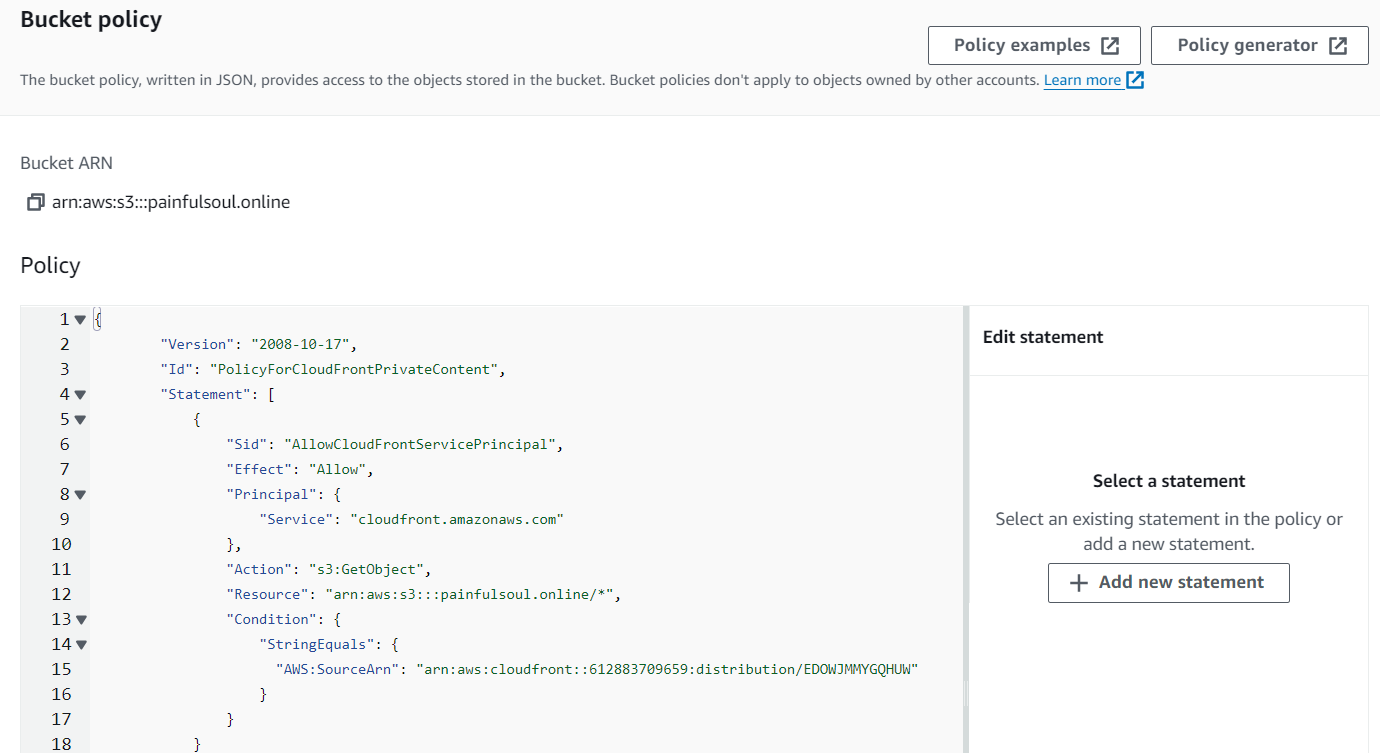 Bucket policy
Policy examples
Policy generator
The bucket policy, written in JSON, provides access to the objects stored in the bucket. Bucket policies don't apply to objects owned by other accounts. Learn more
Bucket ARN
arn:aws:s3:::painfulsoul.online
Policy
1 {
2 "Version": "2008-10-17",
3 "Id": "PolicyForCloudFrontPrivateContent",
4 "Statement": [
5 {
6 "Sid": "AllowCloudFrontServicePrincipal",
7 "Effect": "Allow",
8 "Principal": {
9 "Service": "cloudfront.amazonaws.com"
10 },
11 "Action": "s3:GetObject",
12 "Resource": "arn:aws:s3:::painfulsoul.online/*",
13 "Condition": {
14 "StringEquals": {
15 "AWS:SourceArn": "arn:aws:cloudfront::612883709659:distribution/EDOWJMMYGQHUW"
16 }
17 }
18 }
Edit statement
Select a statement
Select an existing statement in the policy or
add a new statement.
Add new statement